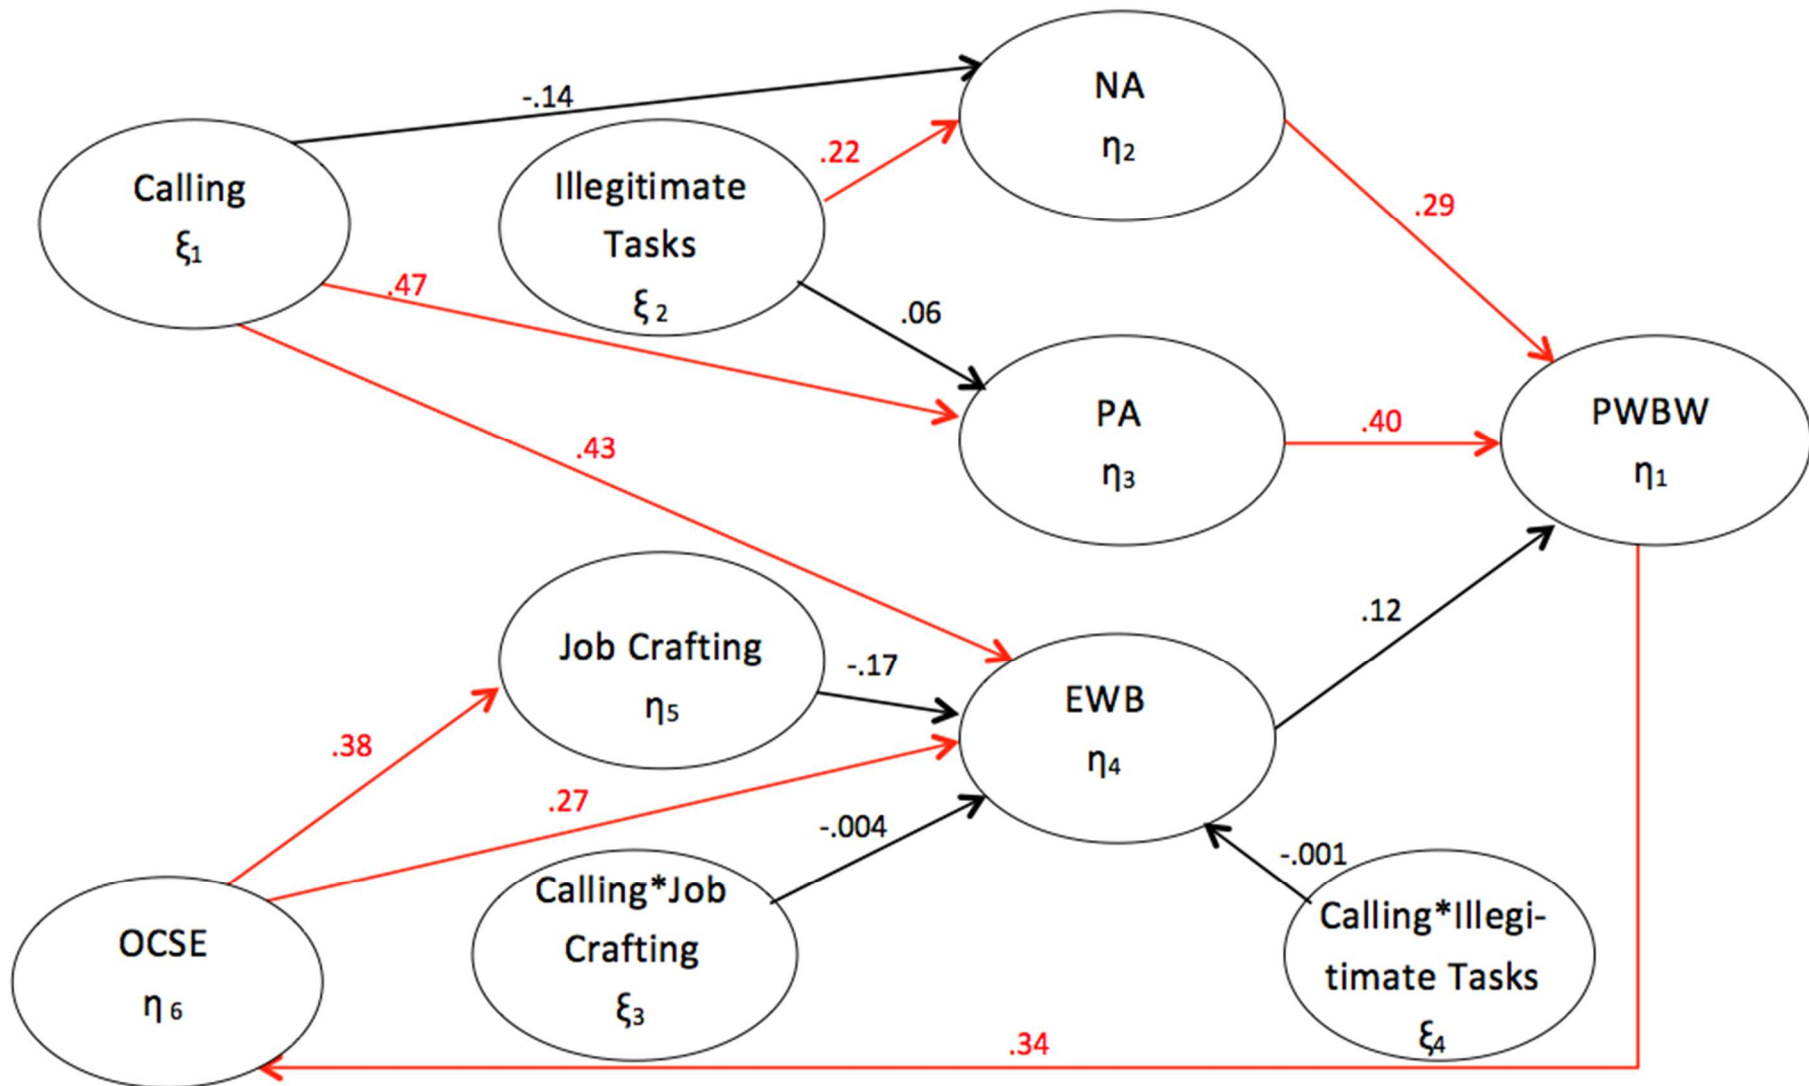 NA
η2
-.14
.22
Calling
ξ1
Illegitimate
Tasks
ξ 2
.29
.47
.06
PA
η3
.40
PWBW
η1
.43
Job Crafting
η5
-.17
EWB
η4
.12
.38
.27
-.004
-.001
OCSE
η 6
Calling*Job
Crafting
ξ3
Calling*Illegi-
timate Tasks
ξ4
.34